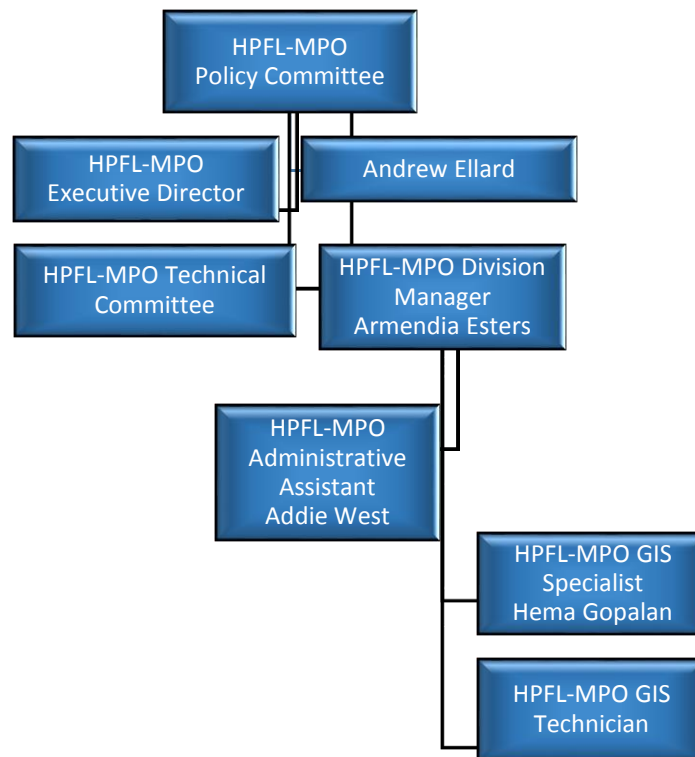 HPFL-MPO
Policy Committee
HPFL-MPO
Executive Director
Andrew Ellard
HPFL-MPO Technical
Committee
HPFL-MPO Division
Manager
Armendia Esters
HPFL-MPO
Administrative
Assistant
Addie West
HPFL-MPO GIS
Specialist
Hema Gopalan
HPFL-MPO GIS
Technician